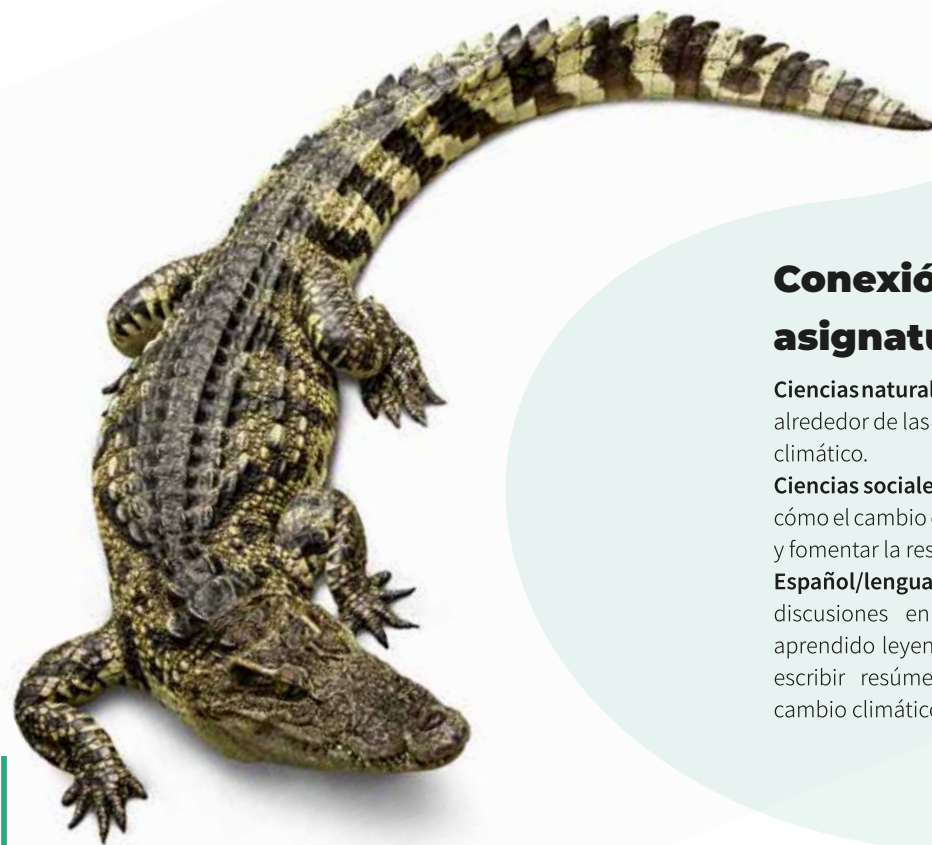 Conexió
asignatu
Ciencias natural
alrededor de las
climático.
Ciencias sociale
cómo el cambio
y fomentar la res
Español/lengua
discusiones en
aprendido leyen
escribir resúme
cambio climático